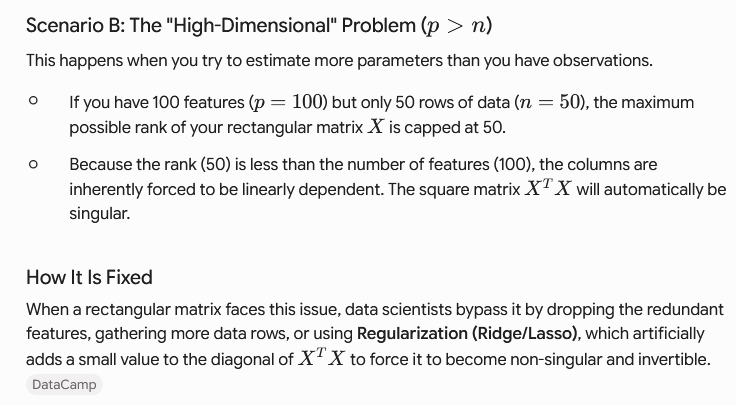 Scenario B: The "High-Dimensional" Problem (p > n)
This happens when you try to estimate more parameters than you have observations.
○ If you have 100 features (p = 100) but only 50 rows of data (n = 50), the maximum
possible rank of your rectangular matrix X is capped at 50.
○ Because the rank (50) is less than the number of features (100), the columns are
inherently forced to be linearly dependent. The square matrix XᵀX will automatically be
singular.
How It Is Fixed
When a rectangular matrix faces this issue, data scientists bypass it by dropping the redundant
features, gathering more data rows, or using Regularization (Ridge/Lasso), which artificially
adds a small value to the diagonal of XᵀX to force it to become non-singular and invertible.
DataCamp